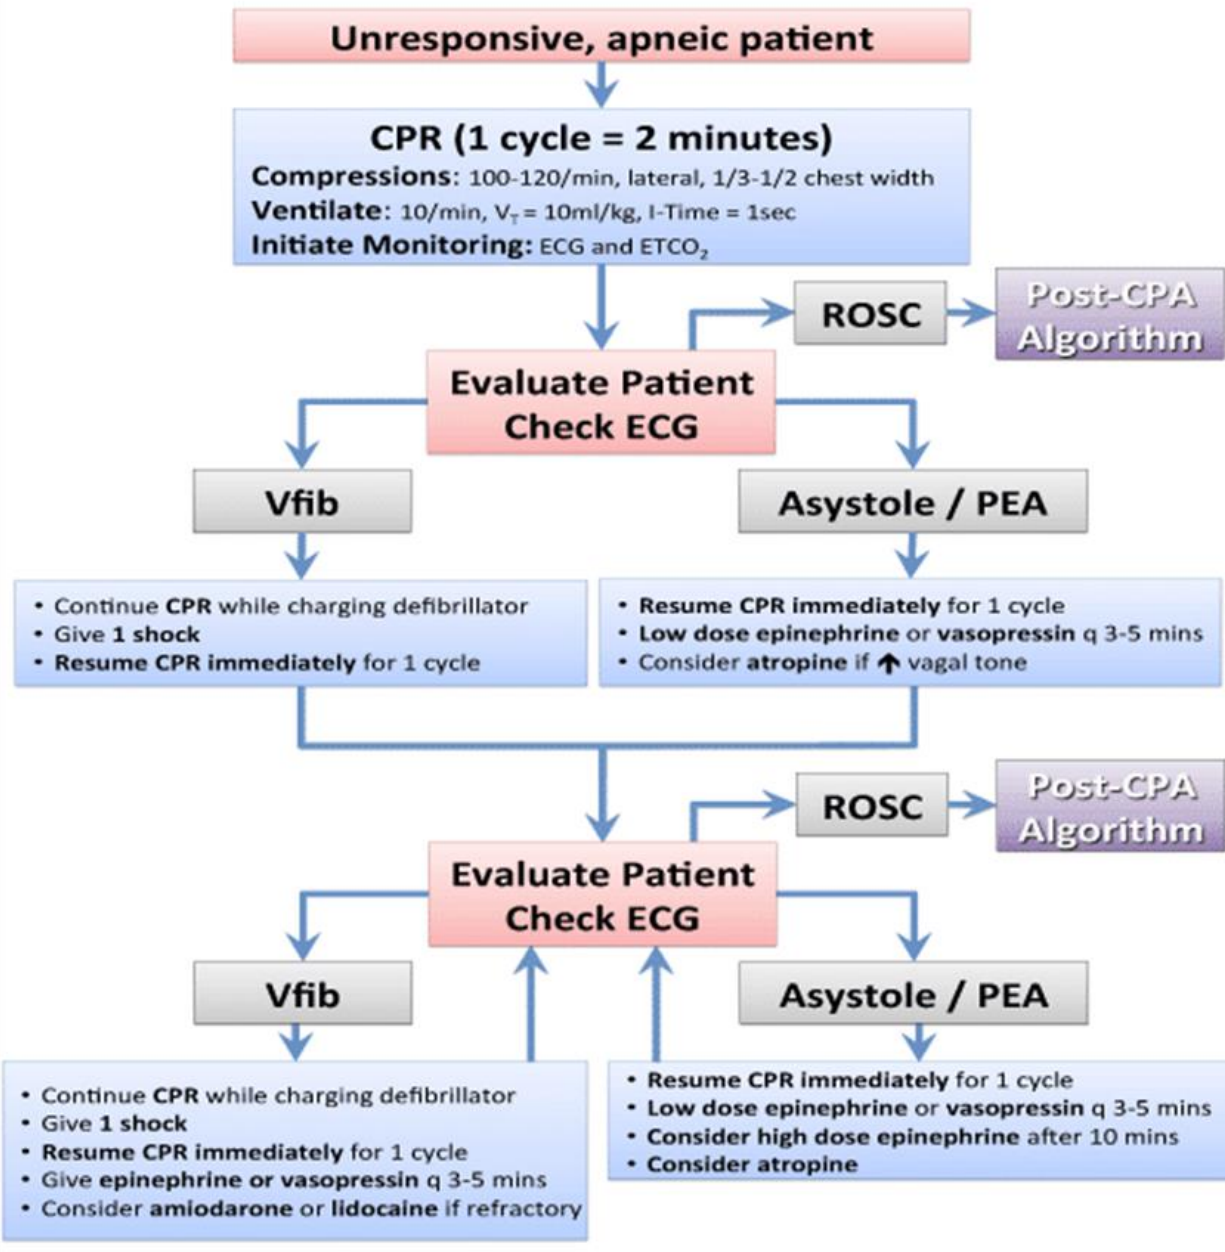 Unresponsive, apneic patient
CPR (1 cycle = 2 minutes)
Compressions: 100-120/min, lateral, 1/3-1/2 chest width
Ventilate: 10/min, V_T = 10ml/kg, I-Time = 1sec
Initiate Monitoring: ECG and ETCO₂
ROSC
Post-CPA
Algorithm
Evaluate Patient
Check ECG
Vfib
Asystole / PEA
• Continue CPR while charging defibrillator
• Give 1 shock
• Resume CPR immediately for 1 cycle
• Resume CPR immediately for 1 cycle
• Low dose epinephrine or vasopressin q 3-5 mins
• Consider atropine if ↑ vagal tone
ROSC
Post-CPA
Algorithm
Evaluate Patient
Check ECG
Vfib
Asystole / PEA
• Continue CPR while charging defibrillator
• Give 1 shock
• Resume CPR immediately for 1 cycle
• Give epinephrine or vasopressin q 3-5 mins
• Consider amiodarone or lidocaine if refractory
• Resume CPR immediately for 1 cycle
• Low dose epinephrine or vasopressin q 3-5 mins
• Consider high dose epinephrine after 10 mins
• Consider atropine